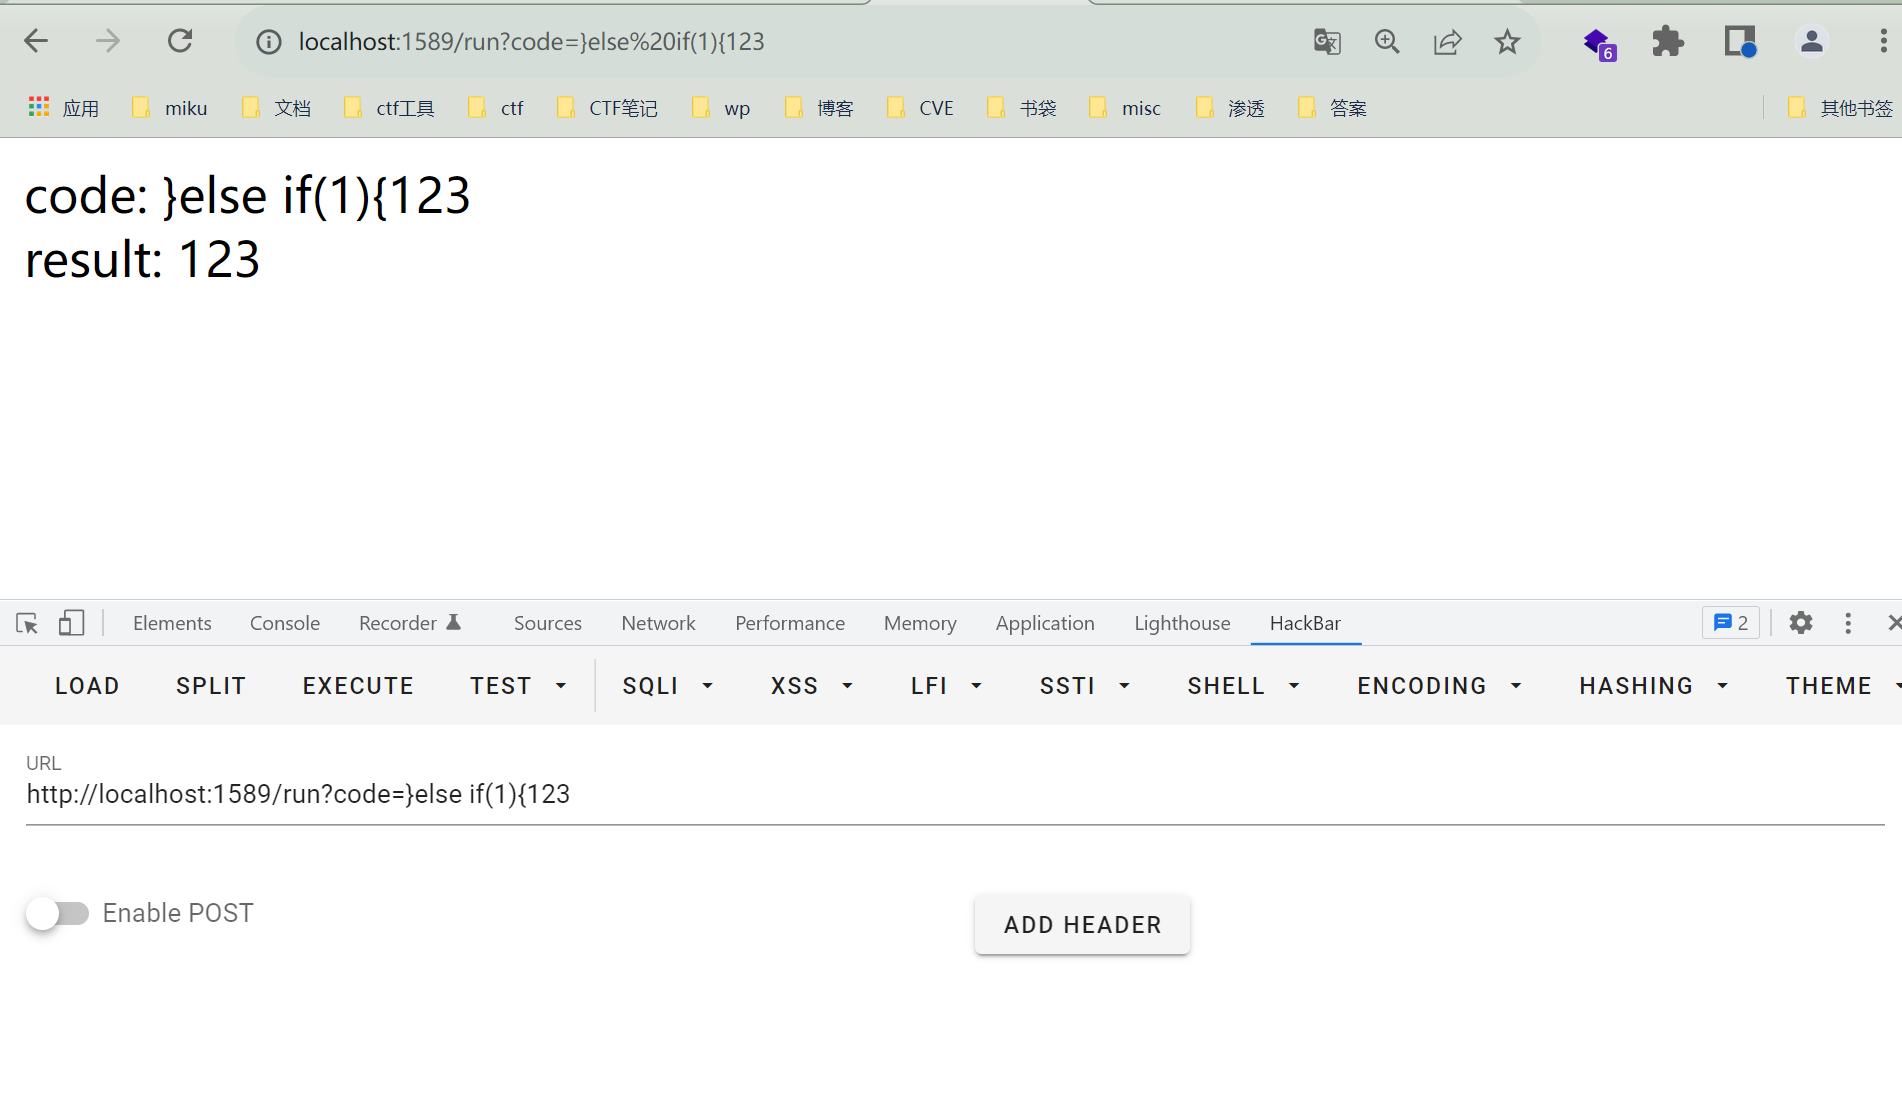 localhost:1589/run?code=}else%20if(1){123
6
应用 miku 文档 ctf工具 ctf CTF笔记 wp 博客 CVE 书袋 misc 渗透 答案 其他书签
code: }else if(1){123
result: 123
Elements Console Recorder Sources Network Performance Memory Application Lighthouse HackBar 2
LOAD SPLIT EXECUTE TEST SQLI XSS LFI SSTI SHELL ENCODING HASHING THEME
URL
http://localhost:1589/run?code=}else if(1){123
Enable POST
ADD HEADER